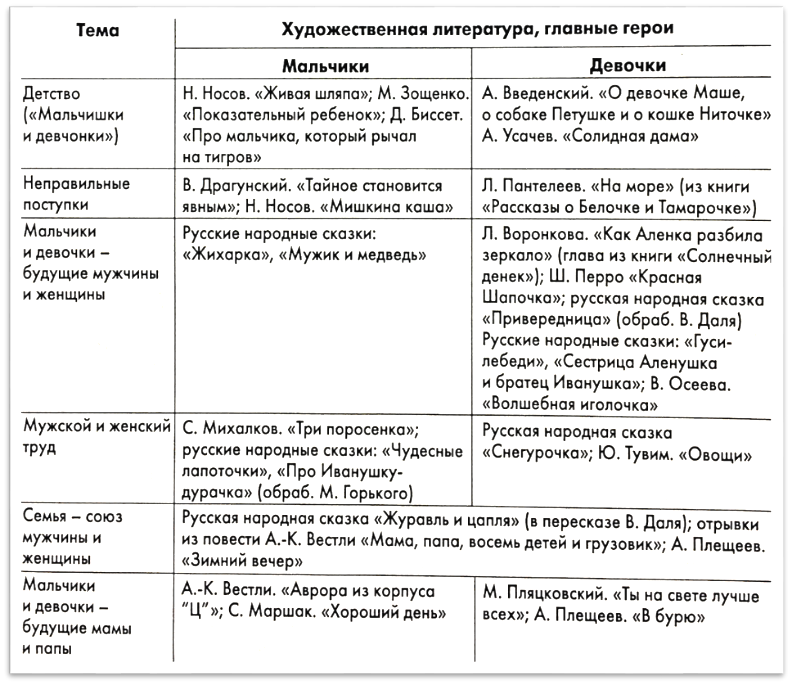 Тема
Художественная литература, главные герои
Мальчики
Девочки
Детство
(«Мальчишки
и девчонки»)
Н. Носов. «Живая шляпа»; М. Зощенко.
«Показательный ребенок»; Д. Биссет.
«Про мальчика, который рычал
на тигров»
А. Введенский. «О девочке Маше,
о собаке Петушке и о кошке Ниточке»
А. Усачев. «Солидная дама»
Неправильные
поступки
В. Драгунский. «Тайное становится
явным»; Н. Носов. «Мишкина каша»
Л. Пантелеев. «На море» (из книги
«Рассказы о Белочке и Тамарочке»)
Мальчики
и девочки –
будущие мужчины
и женщины
Русские народные сказки:
«Жихарка», «Мужик и медведь»
Л. Воронкова. «Как Аленка разбила
зеркало» (глава из книги «Солнечный
денек»); Ш. Перро «Красная
Шапочка»; русская народная сказка
«Привередница» (обраб. В. Даля)
Русские народные сказки: «Гуси-
лебеди», «Сестрица Аленушка
и братец Иванушка»; В. Осеева.
«Волшебная иголочка»
Мужской и женский
труд
С. Михалков. «Три поросенка»;
русские народные сказки: «Чудесные
лапоточки», «Про Иванушку-
дурачка» (обраб. М. Горького)
Русская народная сказка
«Снегурочка»; Ю. Тувим. «Овощи»
Семья – союз
мужчины и
женщины
Русская народная сказка «Журавль и цапля» (в пересказе В. Даля); отрывки
из повести А.-К. Вестли «Мама, папа, восемь детей и грузовик»; А. Плещеев.
«Зимний вечер»
Мальчики
и девочки –
будущие мамы
и папы
А.-К. Вестли. «Аврора из корпуса
"Ц"»; С. Маршак. «Хороший день»
М. Пляцковский. «Ты на свете лучше
всех»; А. Плещеев. «В бурю»